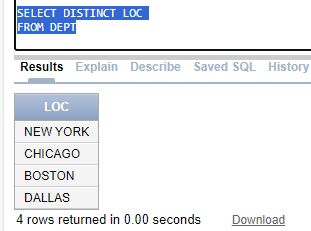 SELECT DISTINCT LOC
FROM DEPT
Results Explain Describe Saved SQL History
LOC
NEW YORK
CHICAGO
BOSTON
DALLAS
4 rows returned in 0.00 seconds Download